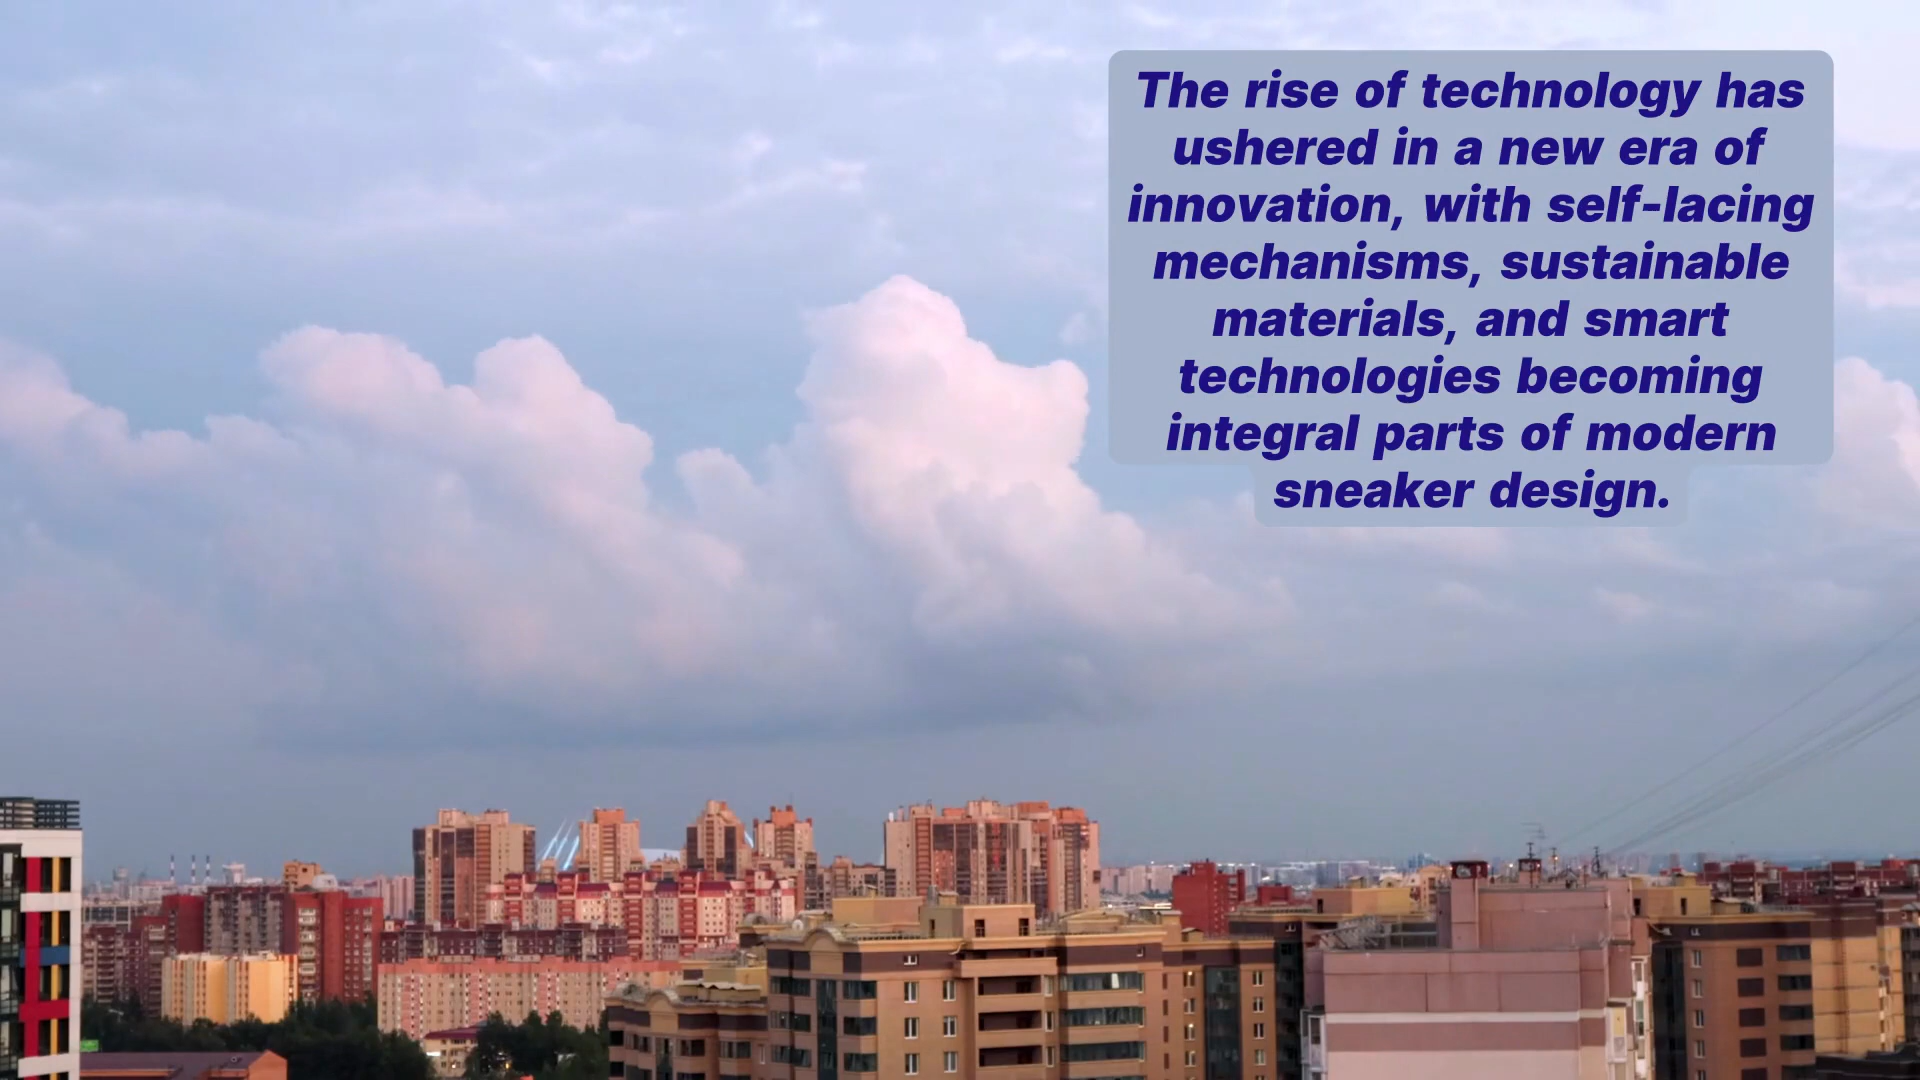 The rise of technology has
ushered in a new era of
innovation, with self-lacing
mechanisms, sustainable
materials, and smart
technologies becoming
integral parts of modern
sneaker design.